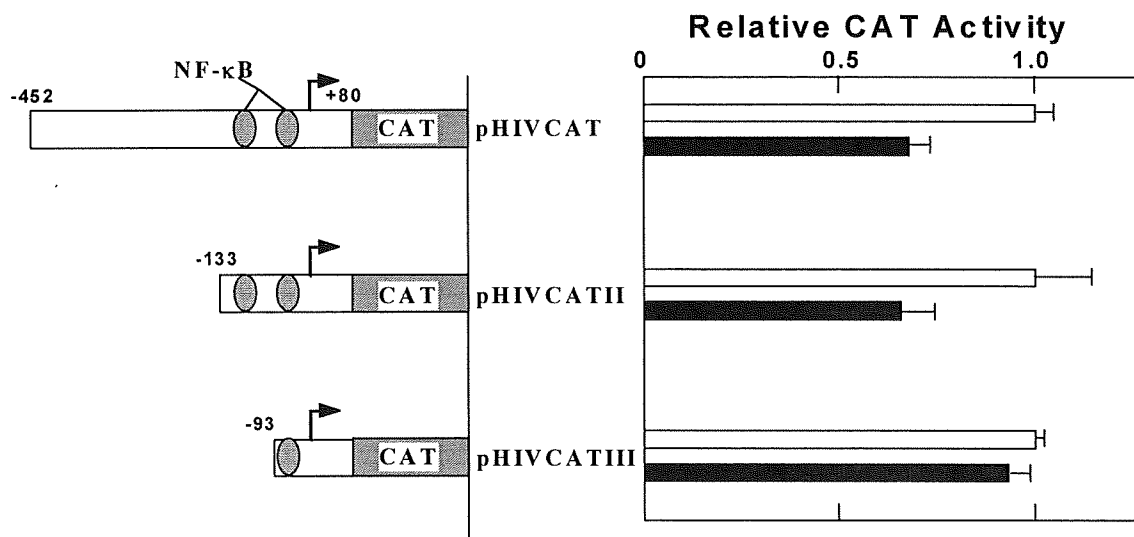 Relative CAT Activity
0 0.5 1.0
NF-κB
-452 +80
CAT pHIVCAT
-133
CAT pHIVCATII
-93
CAT pHIVCATIII